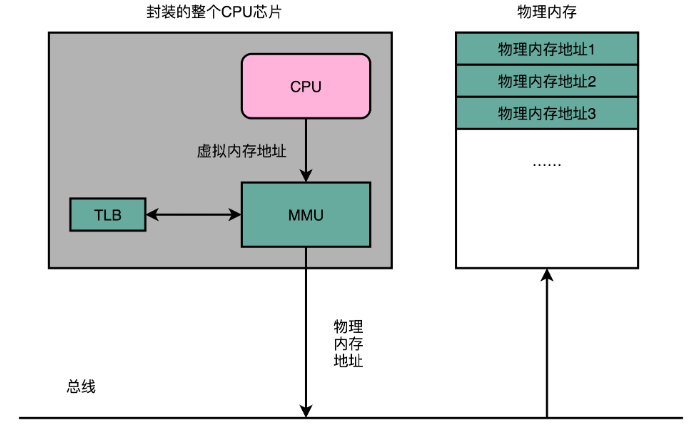 封装的整个CPU芯片
物理内存
物理内存地址1
物理内存地址2
物理内存地址3
......
CPU
虚拟内存地址
TLB
MMU
物理
内存
地址
总线